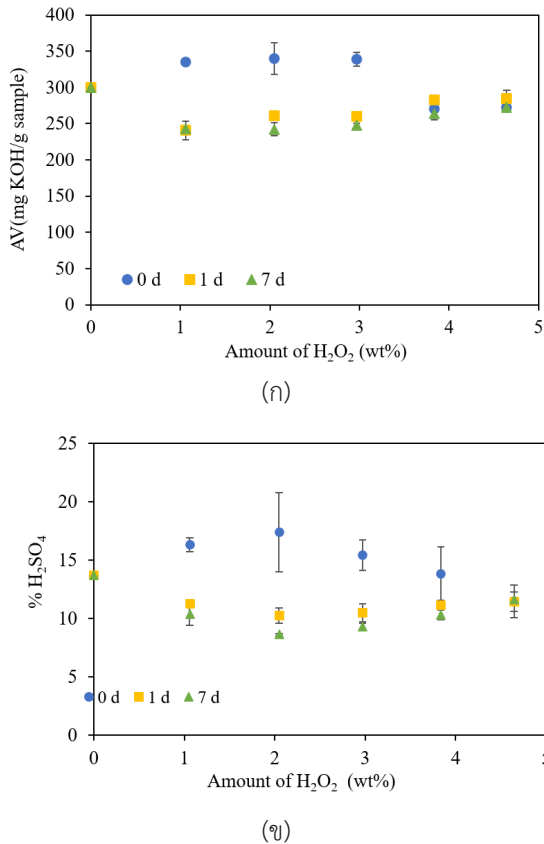 400
350
300
250
200
150
100
50
0
AV(mg KOH/g sample)
0 d 1 d 7 d
0 1 2 3 4 5
Amount of H₂O₂ (wt%)
(ก)
25
20
15
10
5
0
% H₂SO₄
0 d 1 d 7 d
0 1 2 3 4 5
Amount of H₂O₂ (wt%)
(ข)